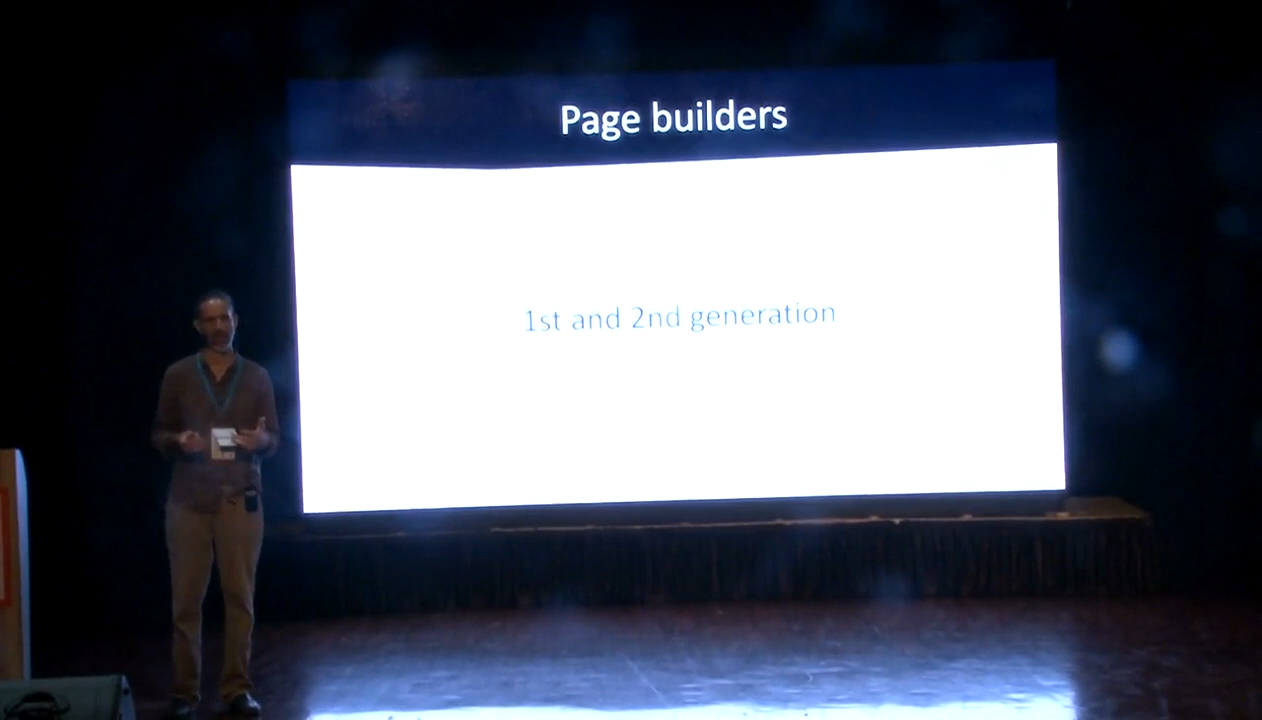 Page builders
1st and 2nd generation